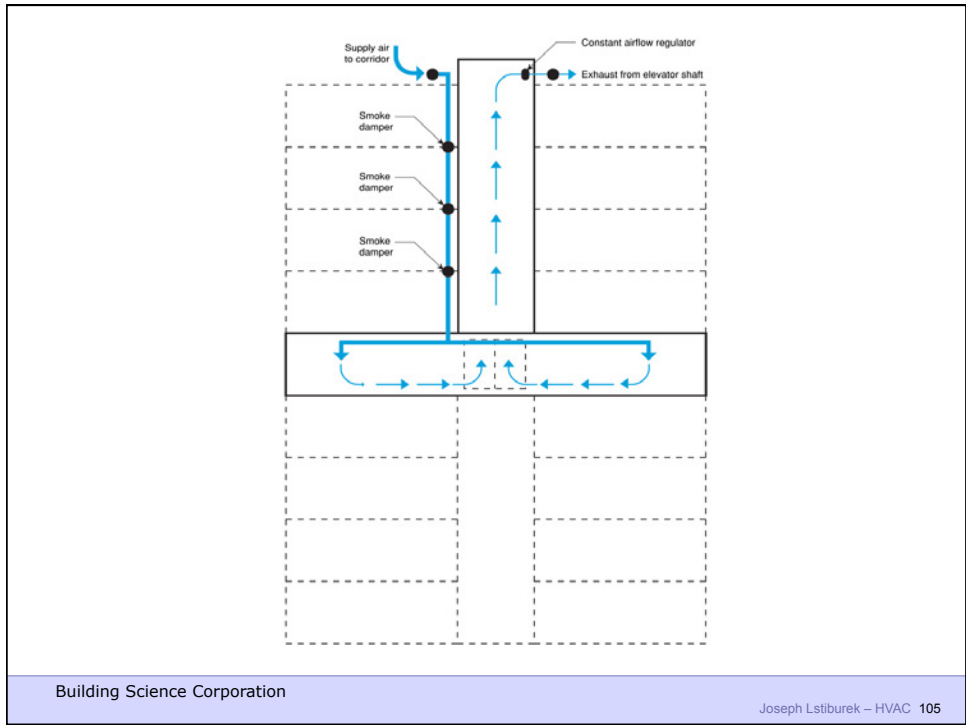 Supply air
to corridor
Constant airflow regulator
Exhaust from elevator shaft
Smoke
damper
Smoke
damper
Smoke
damper
Building Science Corporation
Joseph Lstiburek – HVAC 105